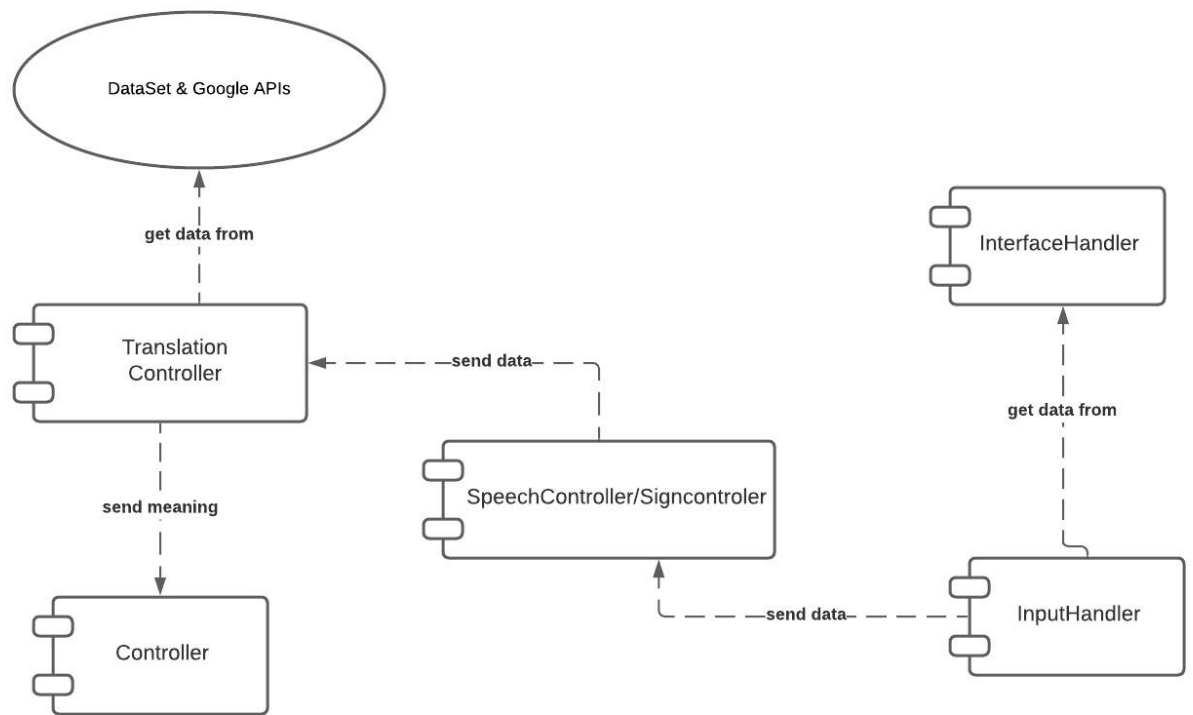 DataSet & Google APIs
get data from
InterfaceHandler
Translation
Controller
send data
get data from
SpeechController/Signcontroler
send meaning
InputHandler
send data
Controller